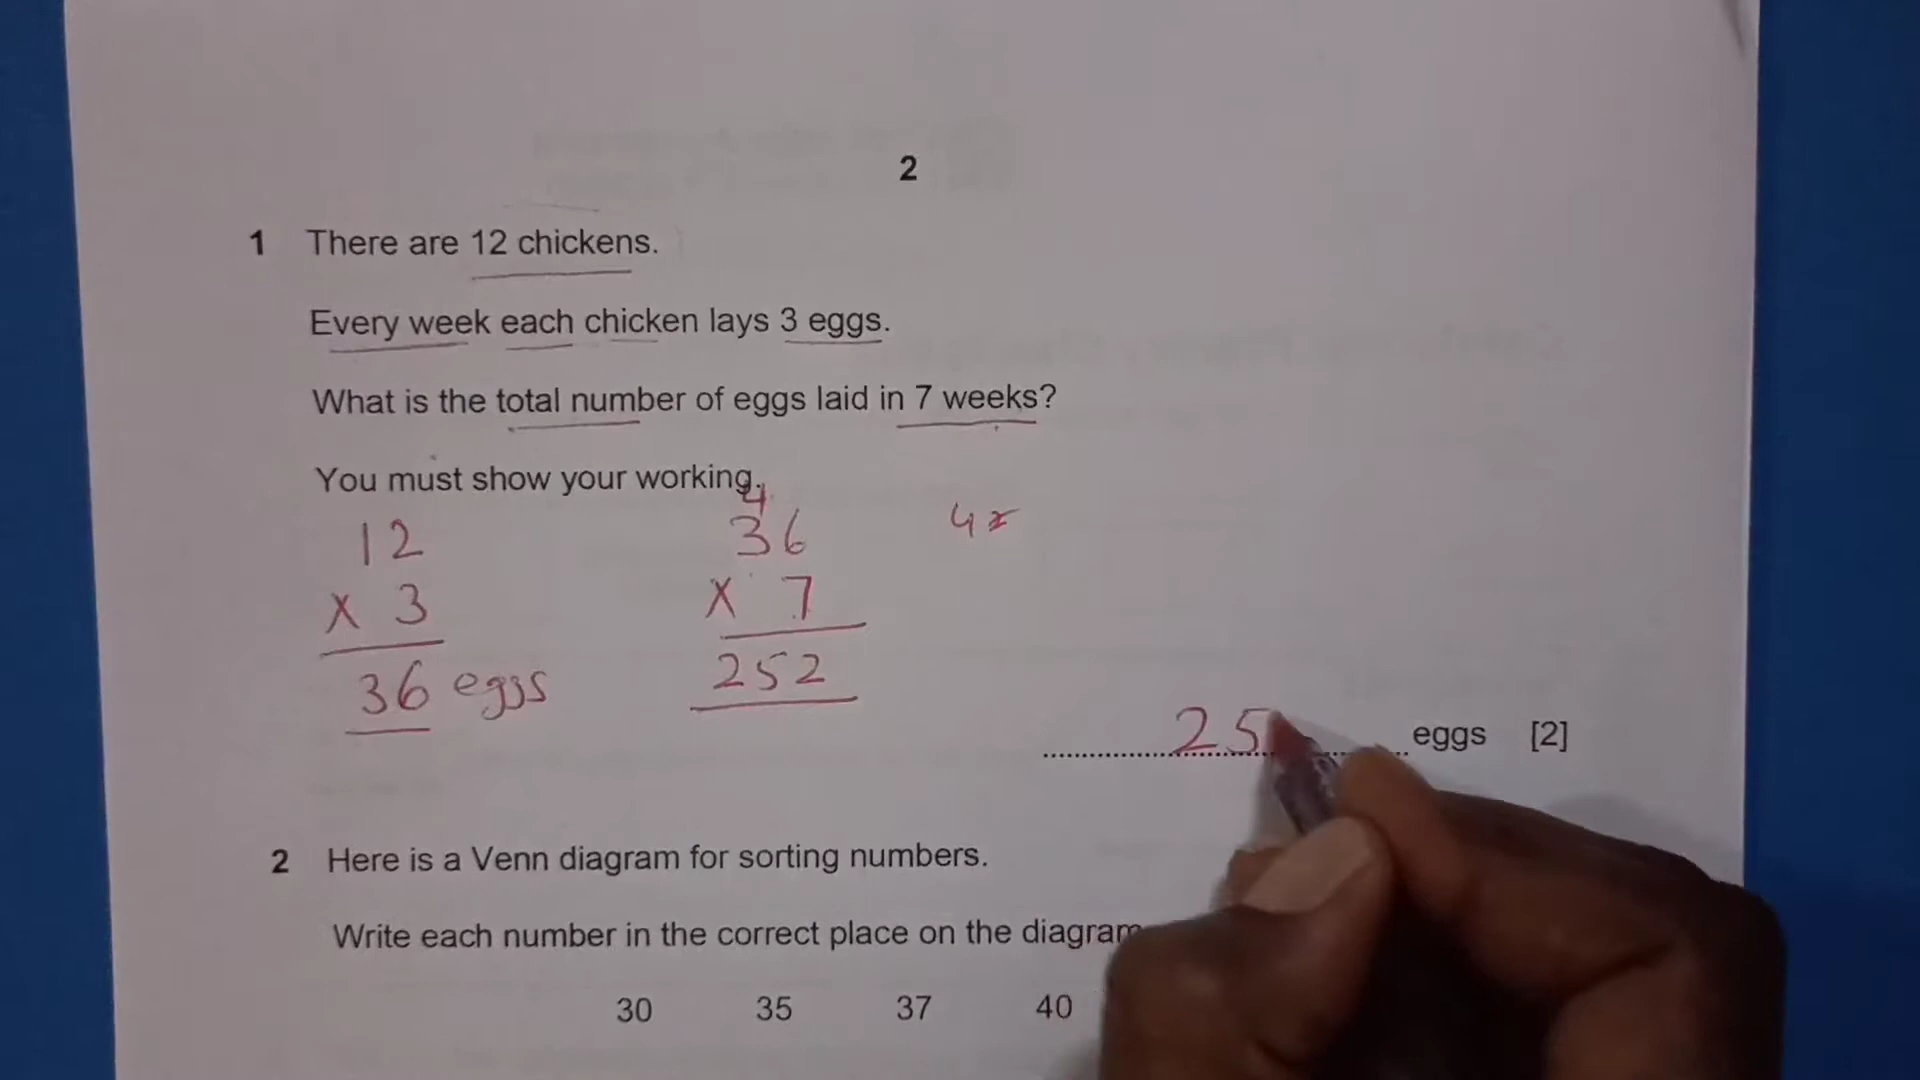 2
1 There are 12 chickens.
Every week each chicken lays 3 eggs.
What is the total number of eggs laid in 7 weeks?
You must show your working.
4
12 36 42
× 3 × 7
36 eggs 252
25 eggs [2]
2 Here is a Venn diagram for sorting numbers.
Write each number in the correct place on the diagram
30 35 37 40